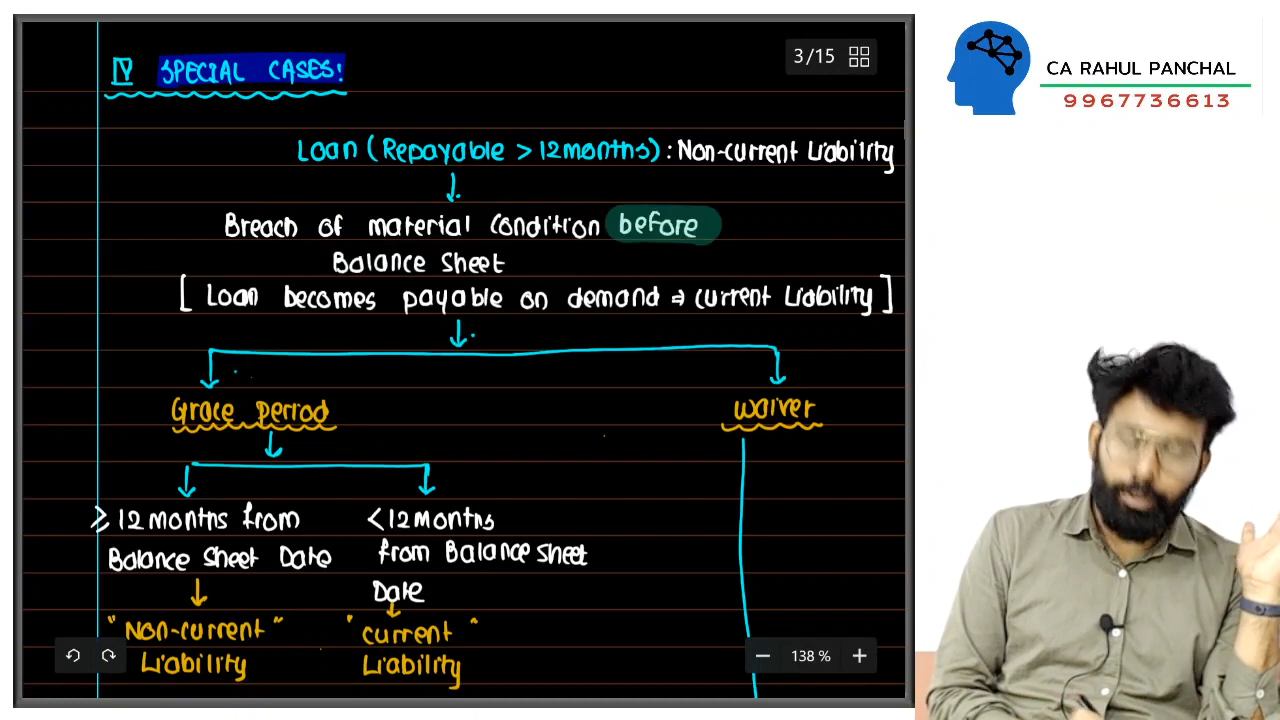 IV SPECIAL CASES!
3/15
CA RAHUL PANCHAL
9967736613
Loan (Repayable > 12months) : Non-current Liability
Breach of material condition before
Balance Sheet
[ Loan becomes payable on demand → current Liability ]
Grace period
waiver
≥ 12 months from
Balance Sheet Date
< 12 months
from Balance sheet
Date
"Non-current"
Liability
"current"
Liability
138 %